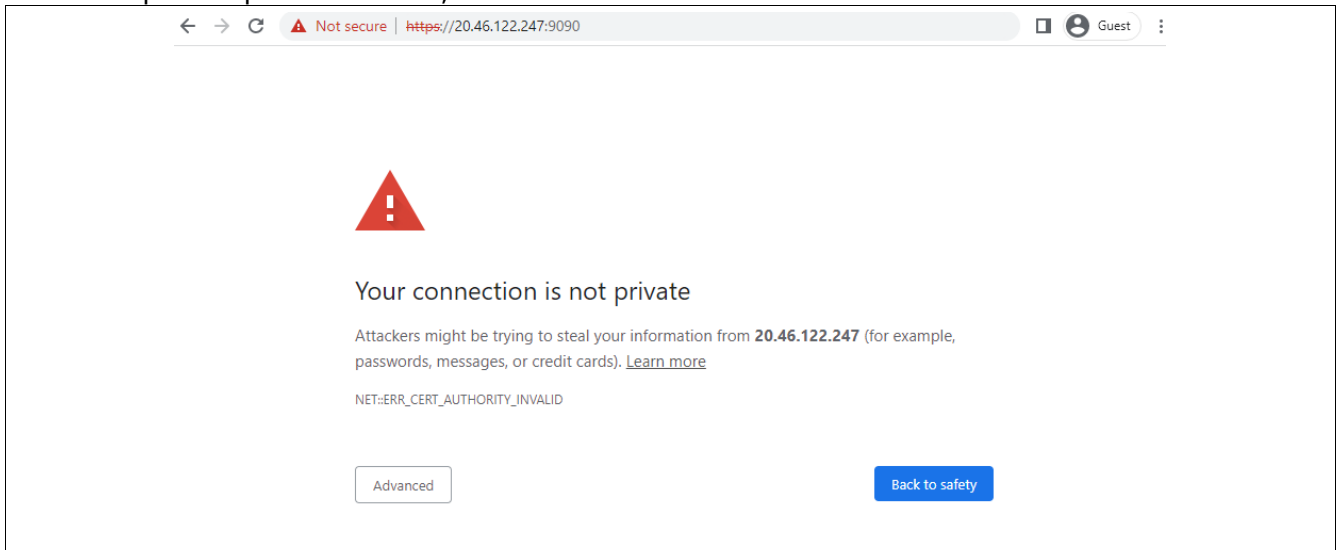 Not secure | https://20.46.122.247:9090 Guest
Your connection is not private
Attackers might be trying to steal your information from 20.46.122.247 (for example,
passwords, messages, or credit cards). Learn more
NET::ERR_CERT_AUTHORITY_INVALID
Advanced Back to safety